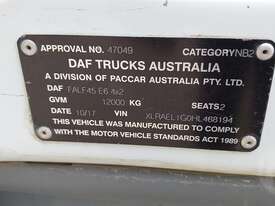 APPROVAL NO. 47049 CATEGORY NB2
DAF TRUCKS AUSTRALIA
A DIVISION OF PACCAR AUSTRALIA PTY. LTD.
DAF FALF45 E6 4x2
GVM 12000 KG SEATS 2
DATE 10/17 VIN XLRAEL1G0HL468194
THIS VEHICLE WAS MANUFACTURED TO COMPLY
WITH THE MOTOR VEHICLE STANDARDS ACT 1989